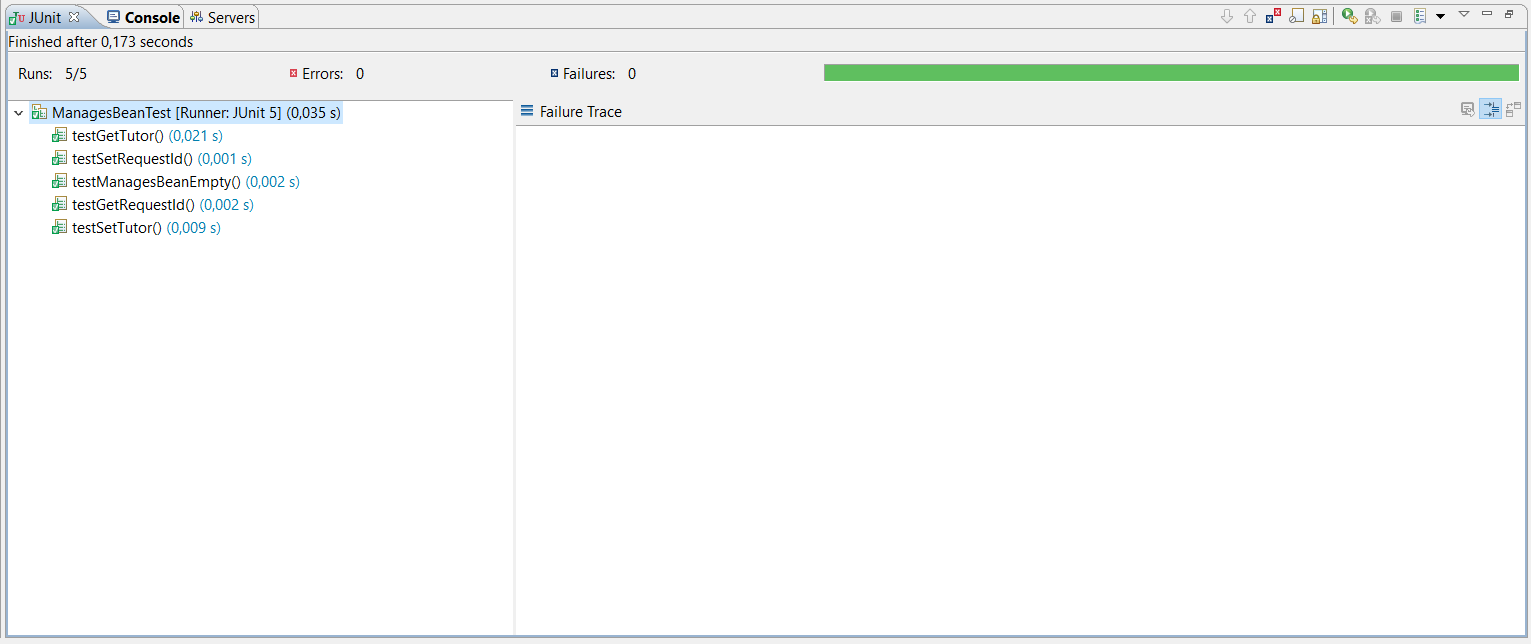 JUnit Console Servers
Finished after 0,173 seconds
Runs: 5/5 Errors: 0 Failures: 0
ManagesBeanTest [Runner: JUnit 5] (0,035 s)
Failure Trace
testGetTutor() (0,021 s)
testSetRequestId() (0,001 s)
testManagesBeanEmpty() (0,002 s)
testGetRequestId() (0,002 s)
testSetTutor() (0,009 s)